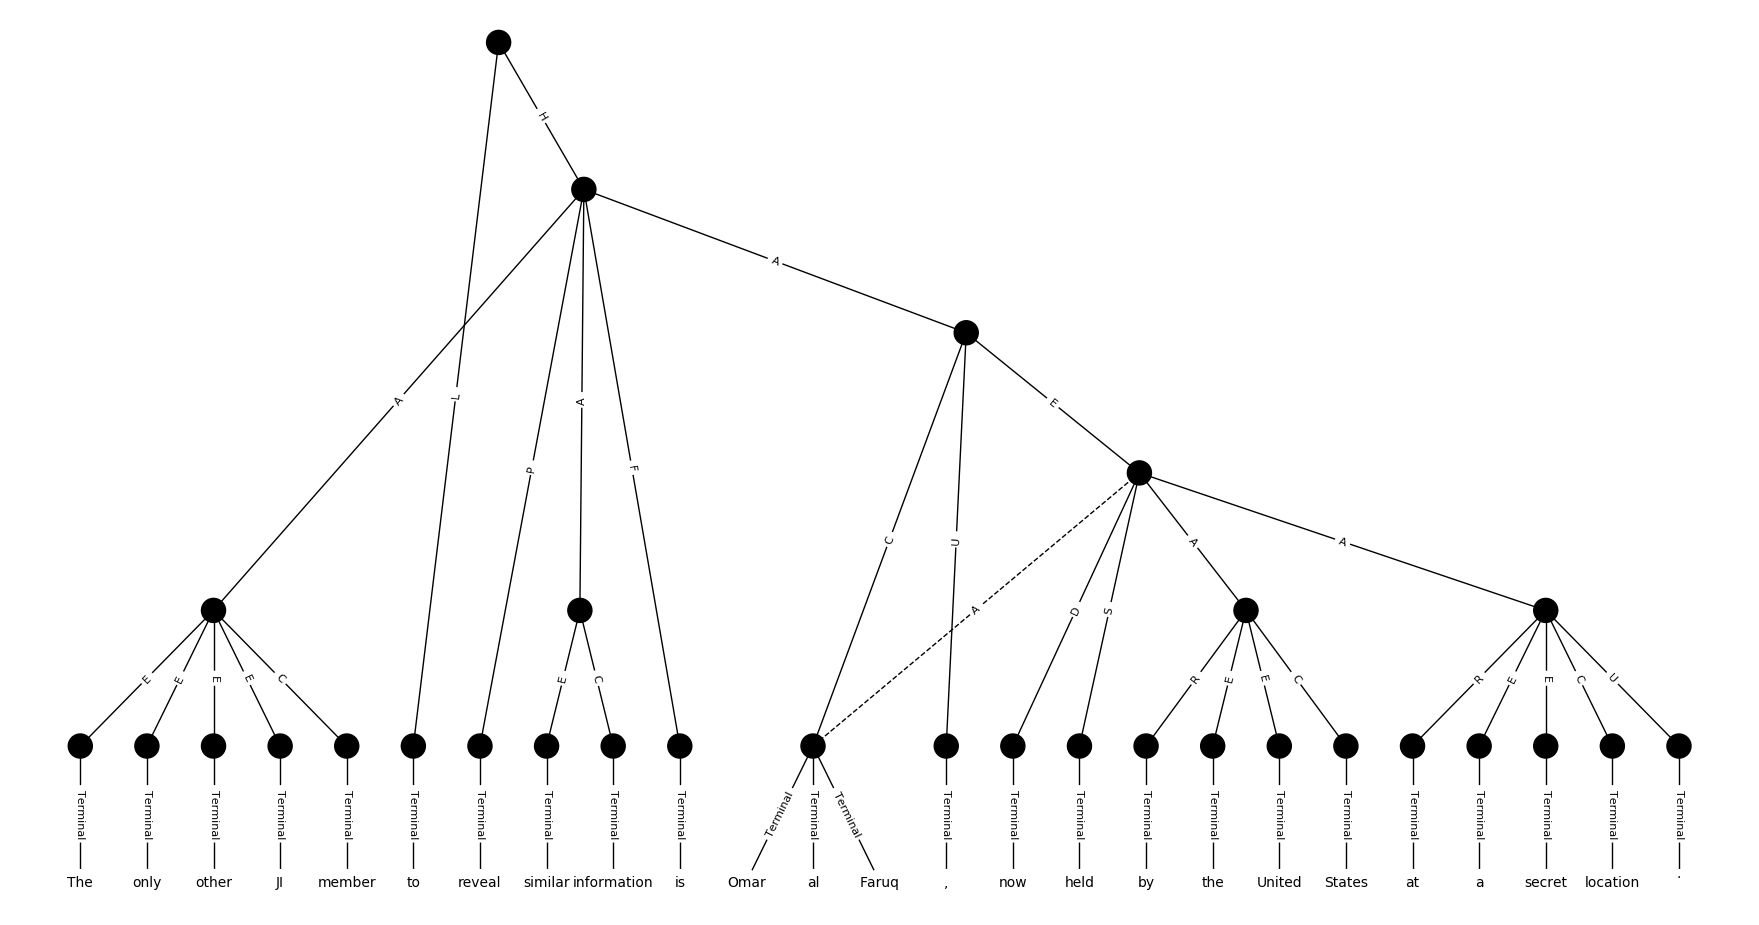 H
A
A L A E
P F C U A A
A D S
E E E E C E C R E E C R E E C U
Terminal Terminal Terminal Terminal Terminal Terminal Terminal Terminal Terminal Terminal Terminal Terminal Terminal Terminal Terminal Terminal Terminal Terminal Terminal Terminal Terminal Terminal Terminal Terminal Terminal
The only other JI member to reveal similar information is Omar al Faruq , now held by the United States at a secret location .